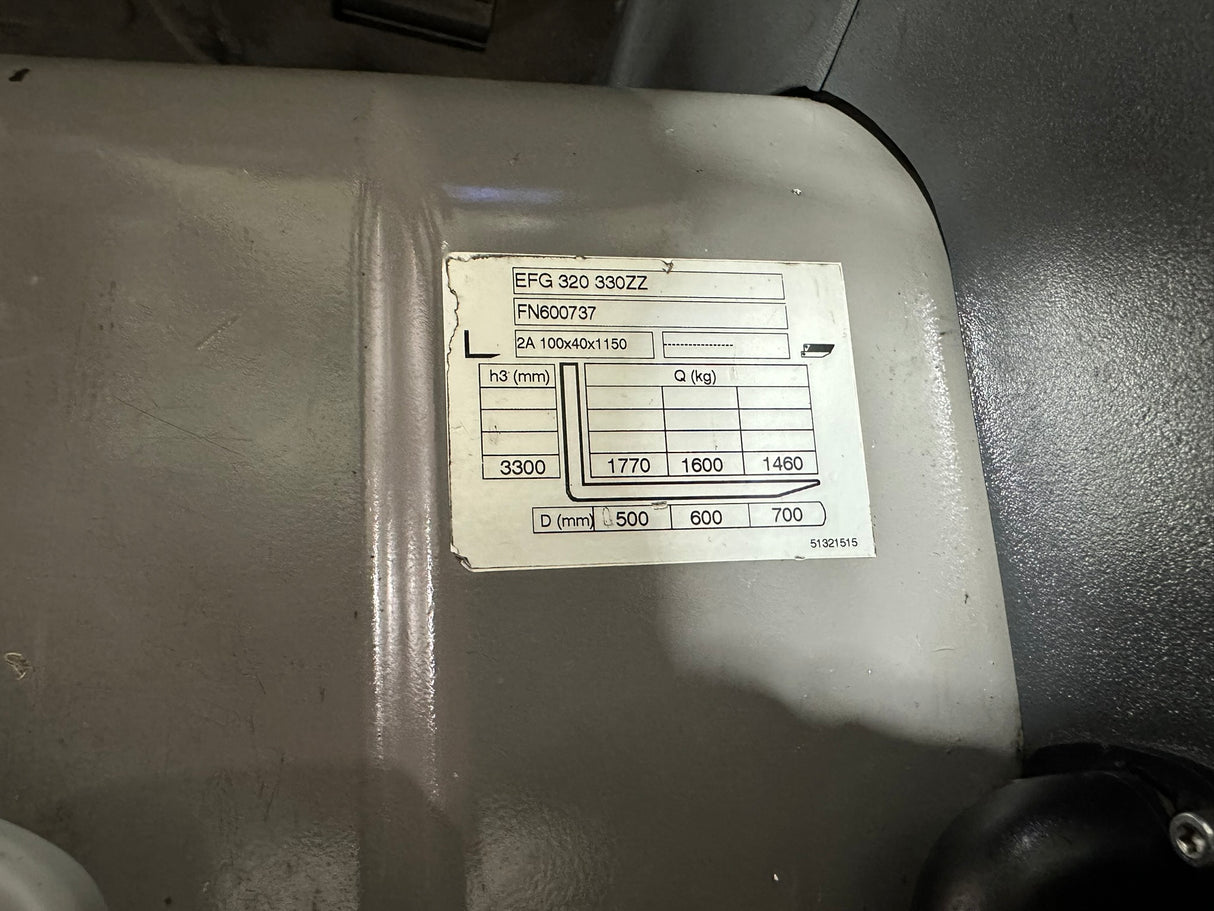 EFG 320 330ZZ
FN600737
2A 100x40x1150 ---------------
h3 (mm) Q (kg)
3300 1770 1600 1460
D (mm) 500 600 700
51321515